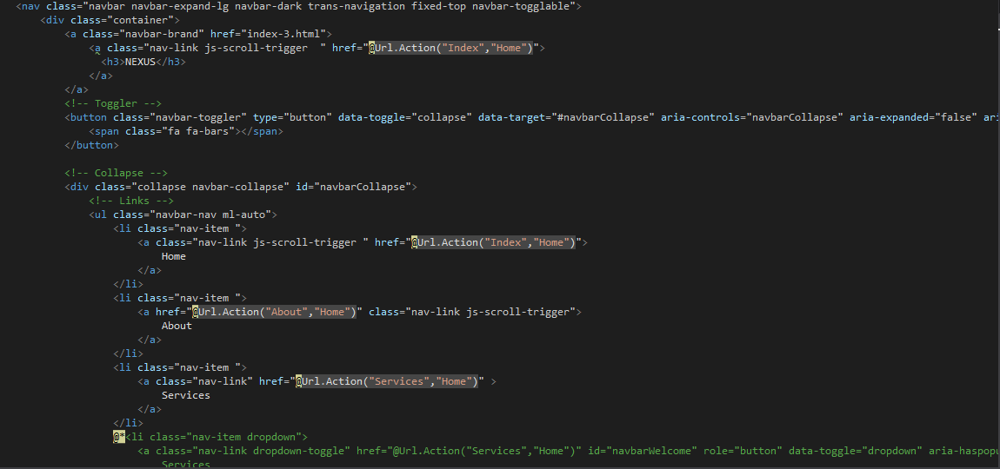 <nav class="navbar navbar-expand-lg navbar-dark trans-navigation fixed-top navbar-togglable">
<div class="container">
<a class="navbar-brand" href="index-3.html">
<a class="nav-link js-scroll-trigger  " href="@Url.Action("Index","Home")">
<h3>NEXUS</h3>
</a>
</a>
<!-- Toggler -->
<button class="navbar-toggler" type="button" data-toggle="collapse" data-target="#navbarCollapse" aria-controls="navbarCollapse" aria-expanded="false" ari
<span class="fa fa-bars"></span>
</button>
<!-- Collapse -->
<div class="collapse navbar-collapse" id="navbarCollapse">
<!-- Links -->
<ul class="navbar-nav ml-auto">
<li class="nav-item ">
<a class="nav-link js-scroll-trigger " href="@Url.Action("Index","Home")">
Home
</a>
</li>
<li class="nav-item ">
<a href="@Url.Action("About","Home")" class="nav-link js-scroll-trigger">
About
</a>
</li>
<li class="nav-item ">
<a class="nav-link" href="@Url.Action("Services","Home")" >
Services
</a>
</li>
@*<li class="nav-item dropdown">
<a class="nav-link dropdown-toggle" href="@Url.Action("Services","Home")" id="navbarWelcome" role="button" data-toggle="dropdown" aria-haspopu
Services